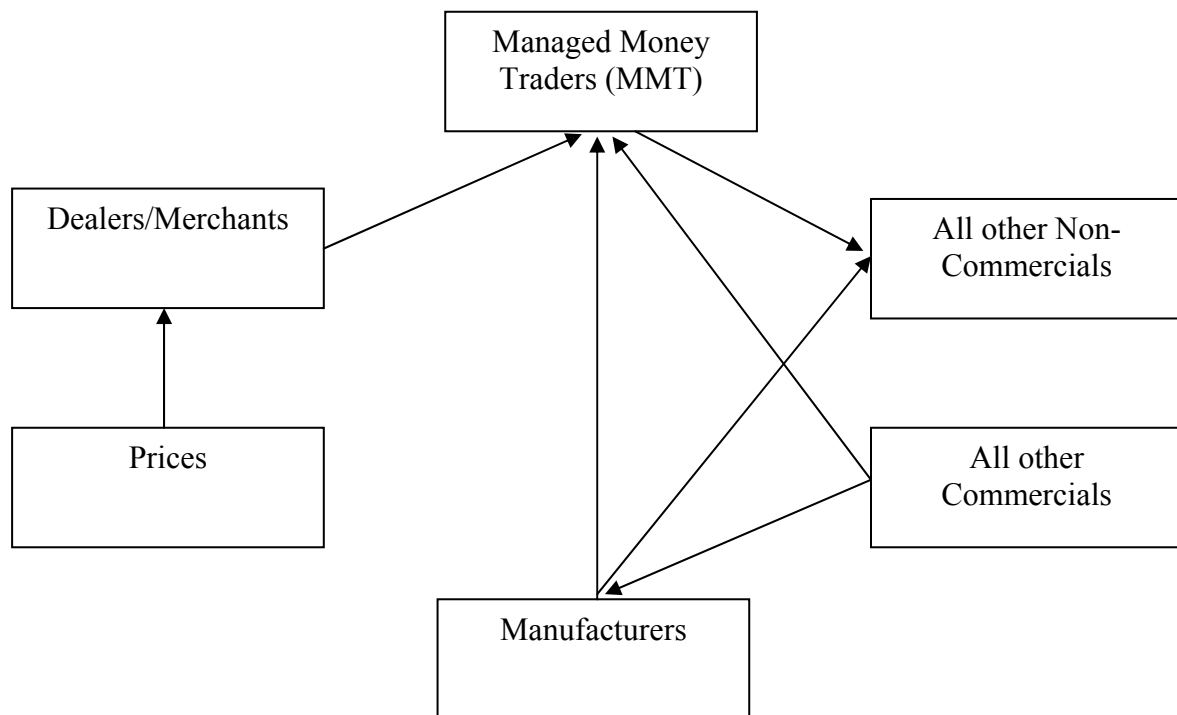 Managed Money
Traders (MMT)
Dealers/Merchants
All other Non-
Commercials
Prices
All other
Commercials
Manufacturers